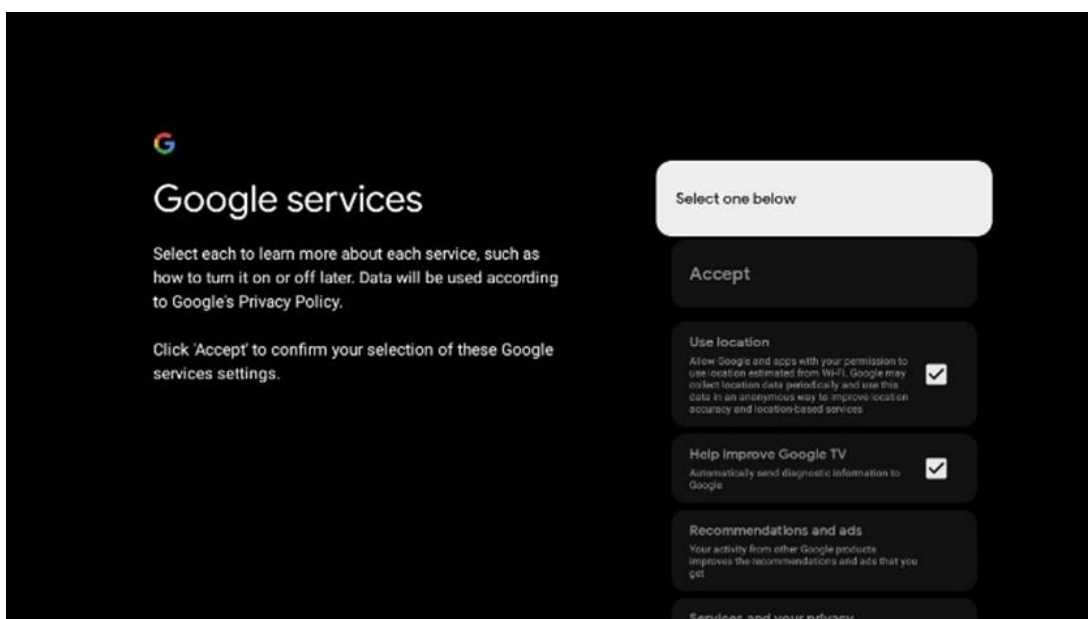 Google services
Select each to learn more about each service, such as
how to turn it on or off later. Data will be used according
to Google's Privacy Policy.
Click 'Accept' to confirm your selection of these Google
services settings.
Select one below
Accept
Use location
Allow Google and apps with your permission to
use location estimated from Wi-Fi. Google may
collect location data periodically and use this
data in an anonymous way to improve location
accuracy and location-based services
Help improve Google TV
Automatically send diagnostic information to
Google
Recommendations and ads
Your activity from other Google products
improves the recommendations and ads that you
get
Services and your privacy